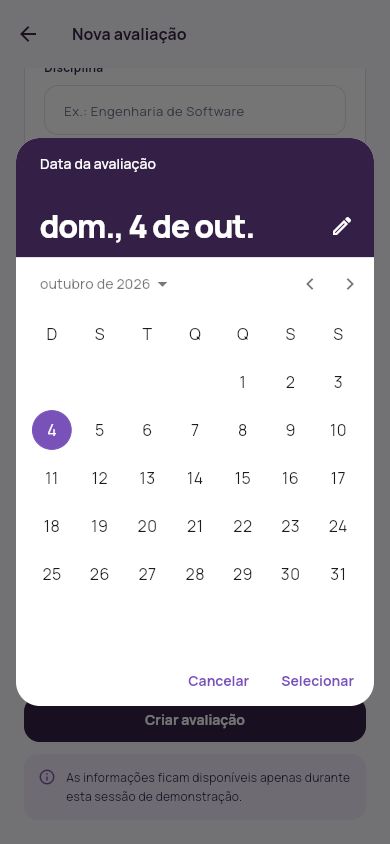 Nova avaliação
Disciplina
Ex.: Engenharia de Software
Data da avaliação
dom., 4 de out.
outubro de 2026
D S T Q Q S S
1 2 3
4 5 6 7 8 9 10
11 12 13 14 15 16 17
18 19 20 21 22 23 24
25 26 27 28 29 30 31
Cancelar Selecionar
Criar avaliação
As informações ficam disponíveis apenas durante
esta sessão de demonstração.